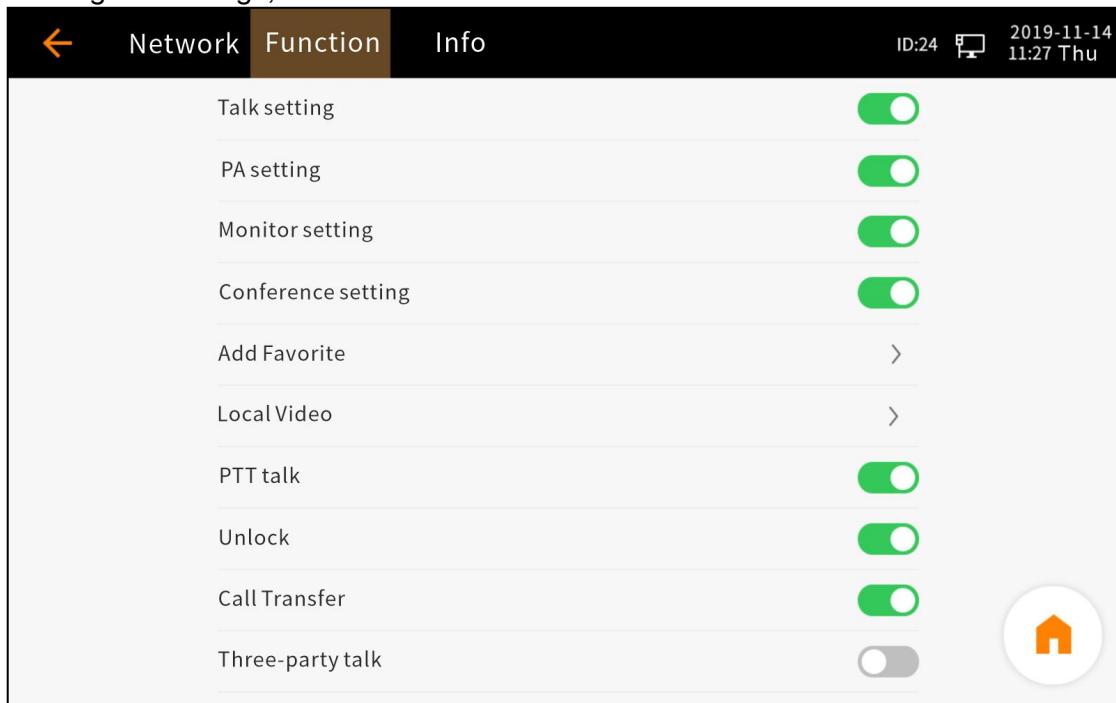 Network Function Info ID:24 2019-11-14
11:27 Thu
Talk setting
PA setting
Monitor setting
Conference setting
Add Favorite
Local Video
PTT talk
Unlock
Call Transfer
Three-party talk